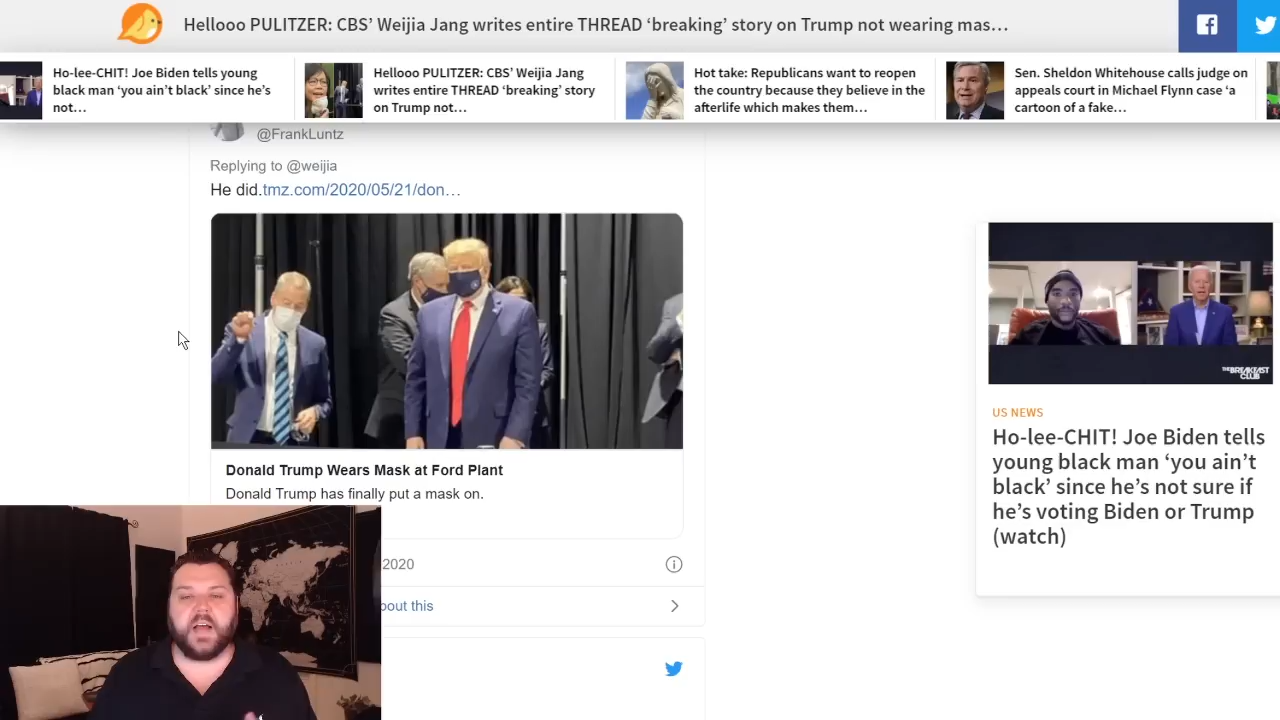 Hellooo PULITZER: CBS’ Weijia Jang writes entire THREAD ‘breaking’ story on Trump not wearing mas…
Ho-lee-CHIT! Joe Biden tells young
black man ‘you ain’t black’ since he’s
not…
Hellooo PULITZER: CBS’ Weijia Jang
writes entire THREAD ‘breaking’ story
on Trump not…
Hot take: Republicans want to reopen
the country because they believe in the
afterlife which makes them…
Sen. Sheldon Whitehouse calls judge on
appeals court in Michael Flynn case ‘a
cartoon of a fake…
@FrankLuntz
Replying to @weijia
He did.tmz.com/2020/05/21/don…
Donald Trump Wears Mask at Ford Plant
Donald Trump has finally put a mask on.
2020
bout this
THE BREAKFAST
CLUB
US NEWS
Ho-lee-CHIT! Joe Biden tells
young black man ‘you ain’t
black’ since he’s not sure if
he’s voting Biden or Trump
(watch)